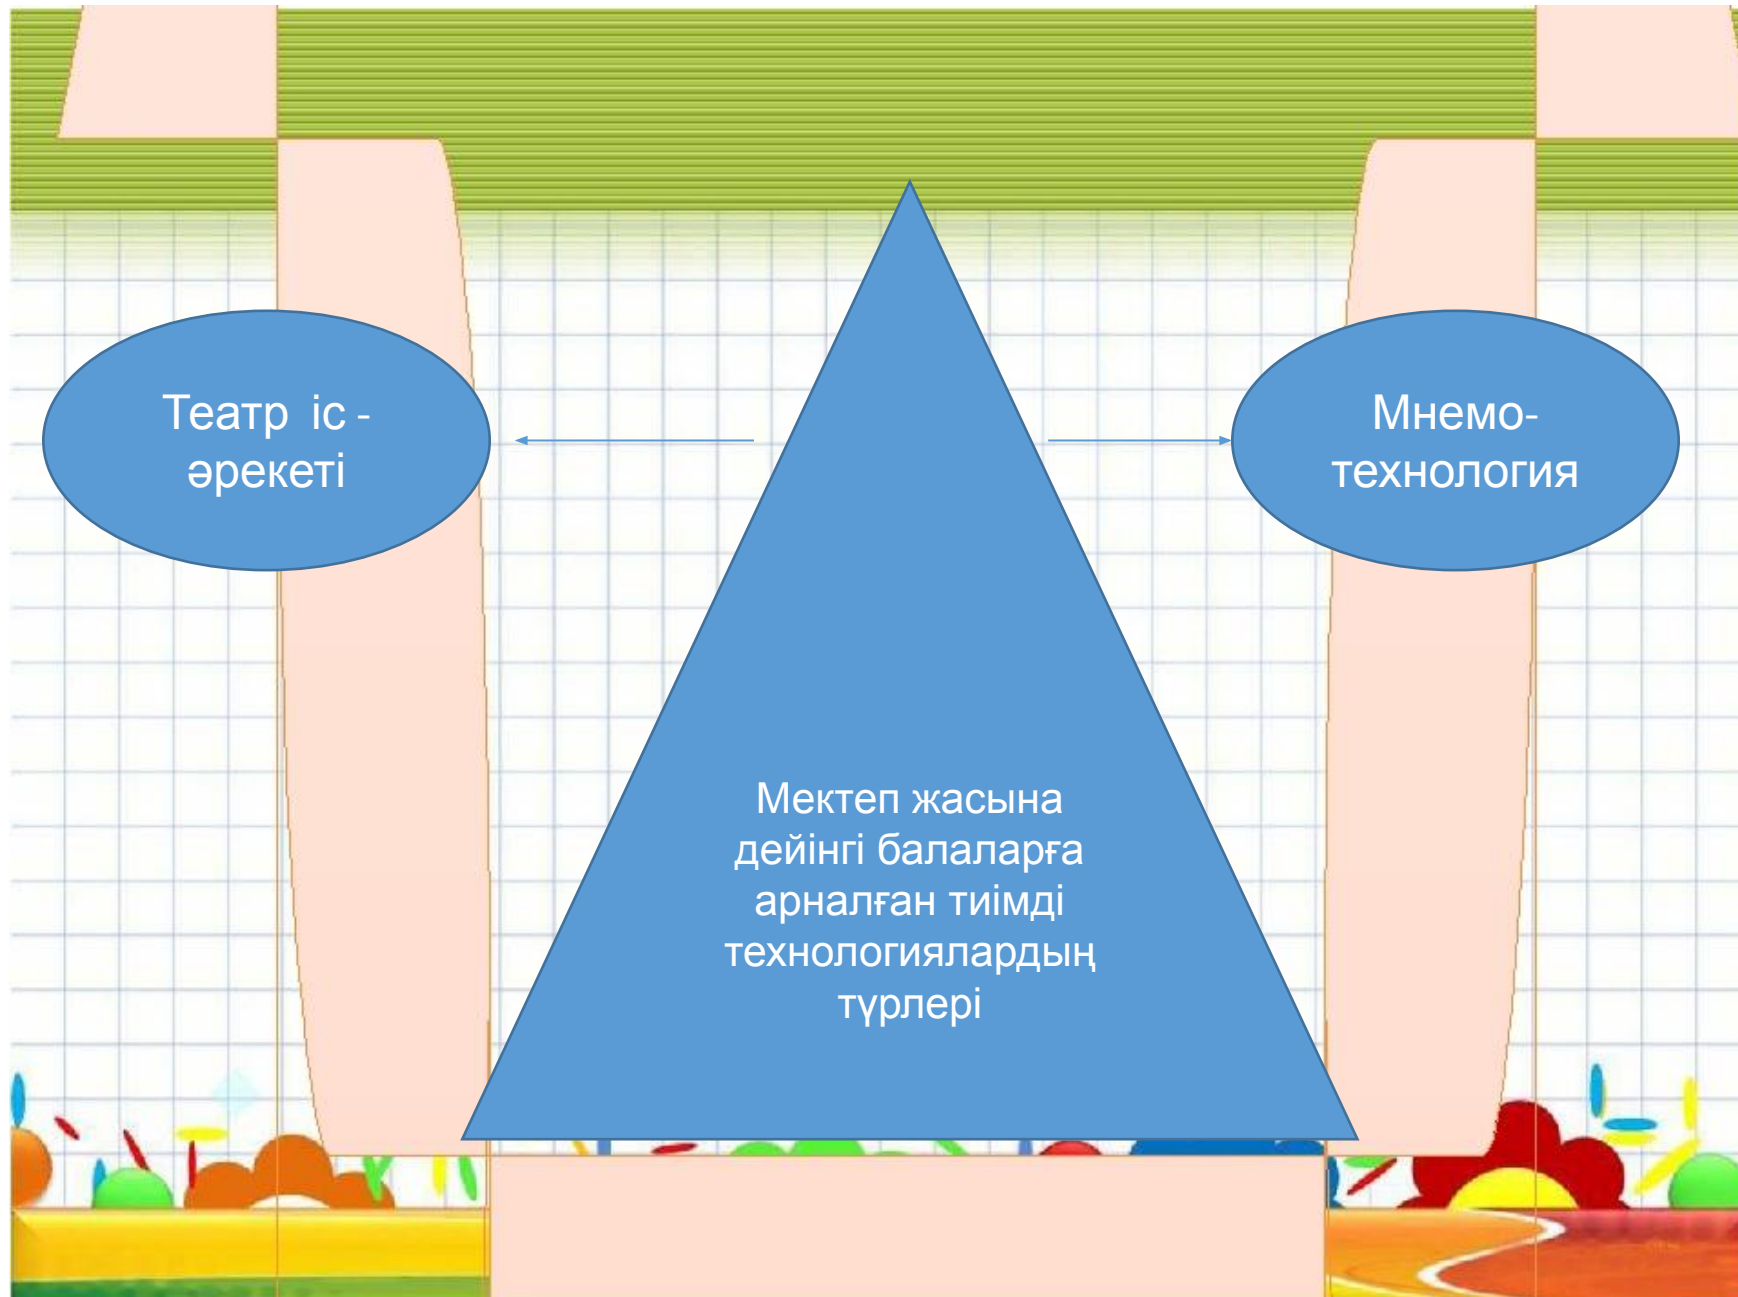 Театр іс -
әрекеті
Мнемо-
технология
Мектеп жасына
дейінгі балаларға
арналған тиімді
технологиялардың
түрлері